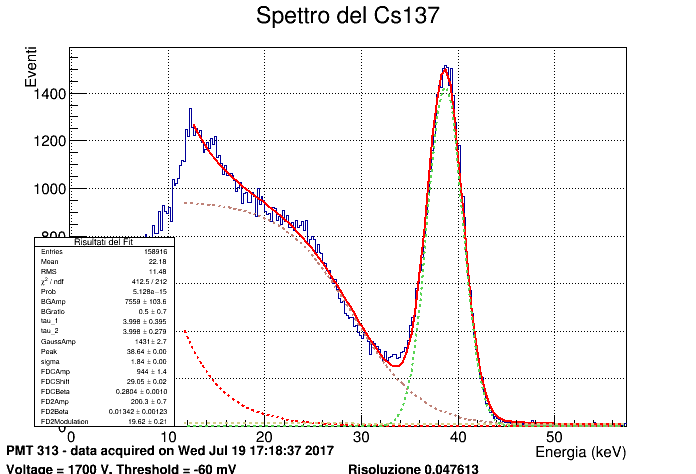 Spettro del Cs137
Eventi
1400
1200
1000
800
Risultati del Fit
Entries 158916
Mean 22.18
RMS 11.48
χ² / ndf 412.5 / 212
Prob 5.128e-15
BGAmp 7559 ± 103.6
BGratio 0.5 ± 0.7
tau_1 3.998 ± 0.395
tau_2 3.998 ± 0.279
GaussAmp 1431 ± 2.7
Peak 38.64 ± 0.00
sigma 1.84 ± 0.00
FDCAmp 944 ± 1.4
FDCShift 29.05 ± 0.02
FDCBeta 0.2804 ± 0.0010
FD2Amp 200.3 ± 0.7
FD2Beta 0.01342 ± 0.00123
FD2Modulation 19.62 ± 0.21
0 10 20 30 40 50
Energia (keV)
PMT 313 - data acquired on Wed Jul 19 17:18:37 2017
Voltage = 1700 V, Threshold = -60 mV Risoluzione 0.047613